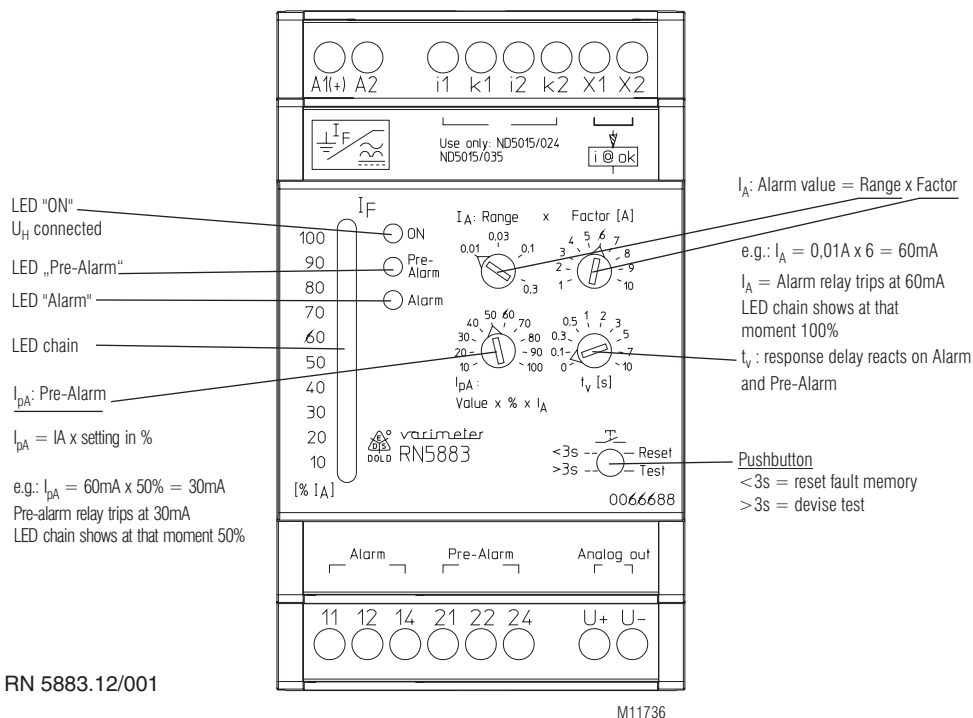 A1(+) A2 i1 k1 i2 k2 X1 X2
I F
Use only: ND5015/024
ND5015/035
i @ ok
LED "ON"
U_H connected
LED „Pre-Alarm“
LED "Alarm"
LED chain
I_pA: Pre-Alarm
I_pA = IA x setting in %
e.g.: I_pA = 60mA x 50% = 30mA
Pre-alarm relay trips at 30mA
LED chain shows at that moment 50%
I_F
100
90
80
70
60
50
40
30
20
10
[% I_A]
ON
Pre-
Alarm
Alarm
I_A: Range x Factor [A]
0.01 0.03 0.1 0.3
1 2 3 4 5 6 7 8 9 10
10 20 30 40 50 60 70 80 90 100
0 0.1 0.3 0.5 1 2 3 5 7 10
I_pA :
Value x % x I_A
t_v [s]
E D S
DOLD
varimeter
RN5883
<3s Reset
>3s Test
0066688
I_A: Alarm value = Range x Factor
e.g.: I_A = 0,01A x 6 = 60mA
I_A = Alarm relay trips at 60mA
LED chain shows at that
moment 100%
t_v : response delay reacts on Alarm
and Pre-Alarm
Pushbutton
<3s = reset fault memory
>3s = devise test
Alarm Pre-Alarm Analog out
11 12 14 21 22 24 U+ U-
RN 5883.12/001
M11736